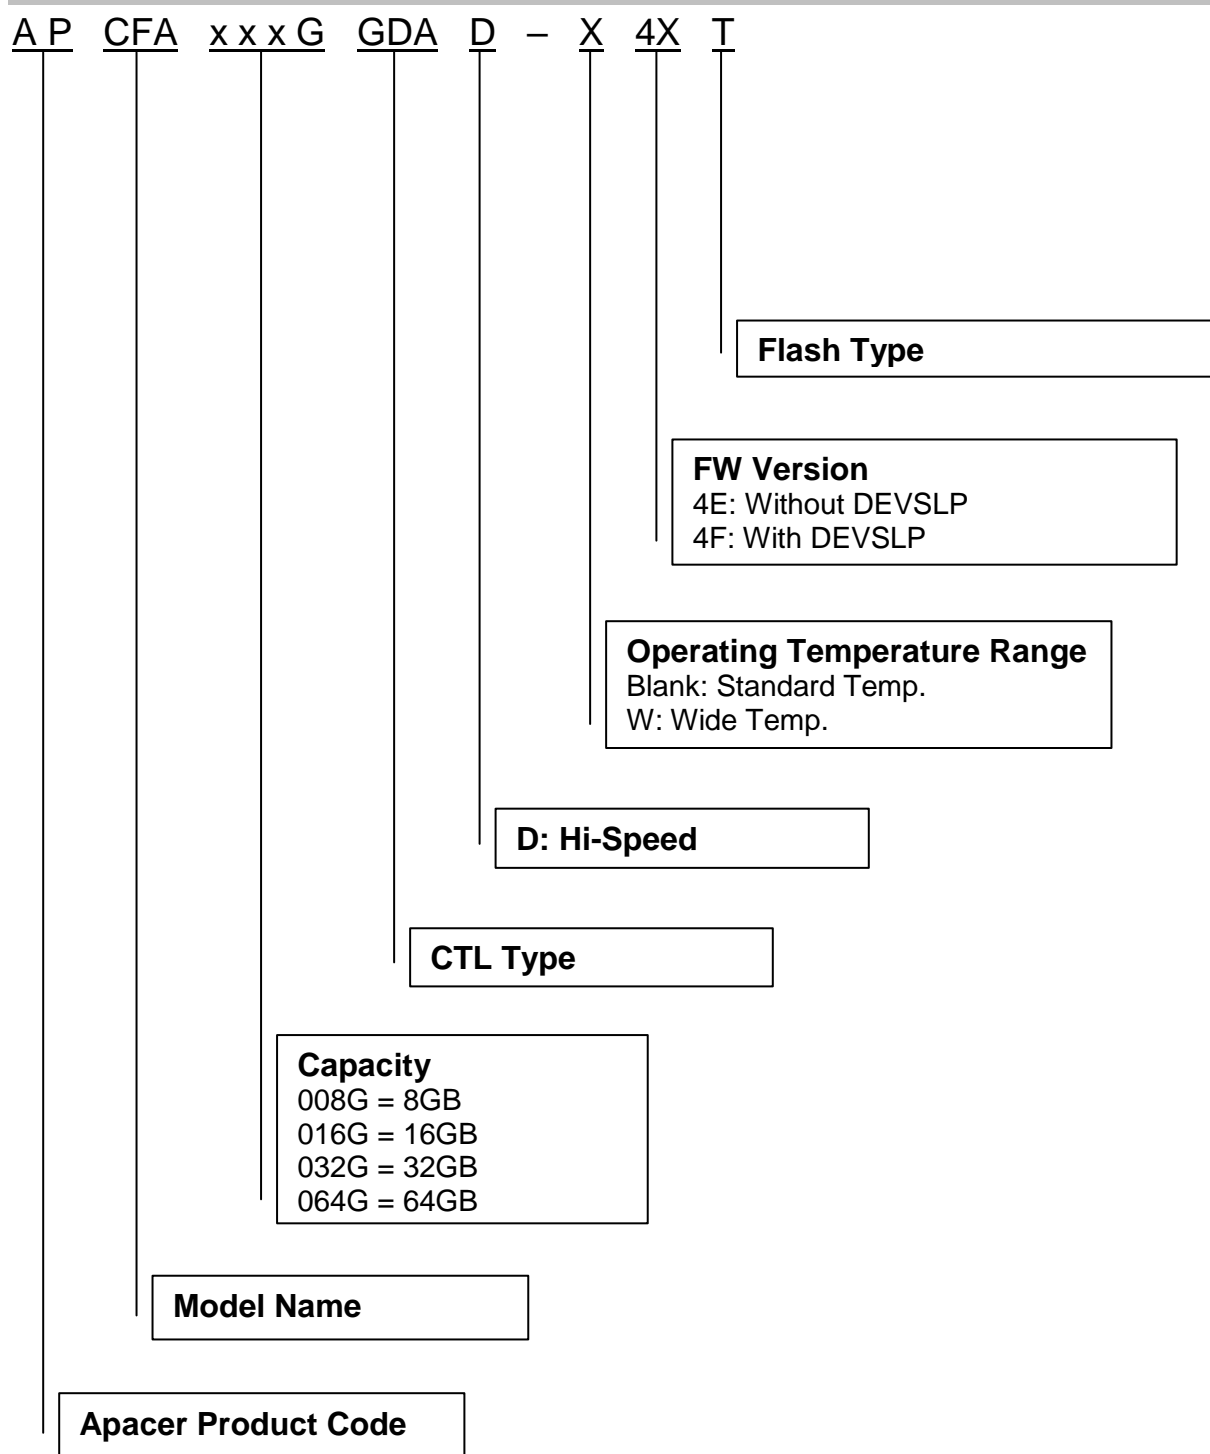 AP CFA xxxG GDA D – X 4X T
Flash Type
FW Version
4E: Without DEVSLP
4F: With DEVSLP
Operating Temperature Range
Blank: Standard Temp.
W: Wide Temp.
D: Hi-Speed
CTL Type
Capacity
008G = 8GB
016G = 16GB
032G = 32GB
064G = 64GB
Model Name
Apacer Product Code